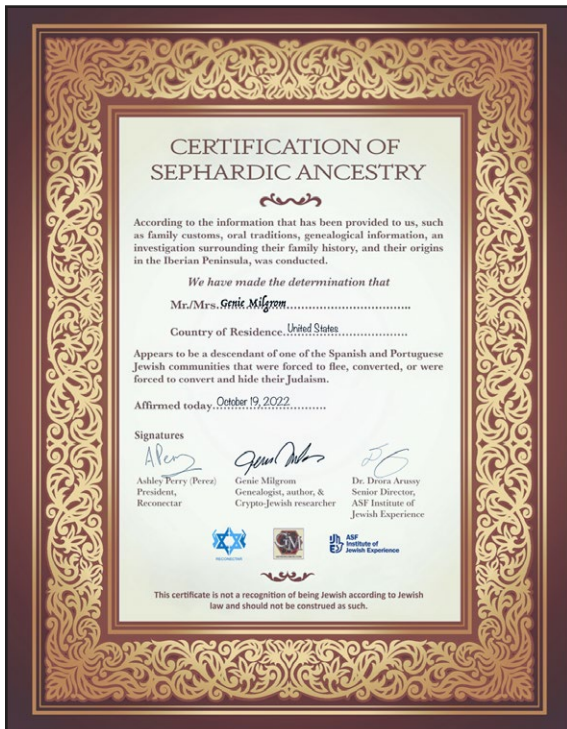 CERTIFICATION OF
SEPHARDIC ANCESTRY
According to the information that has been provided to us, such
as family customs, oral traditions, genealogical information, an
investigation surrounding their family history, and their origins
in the Iberian Peninsula, was conducted.
We have made the determination that
Mr./Mrs. Genie Milgrom
Country of Residence United States
Appears to be a descendant of one of the Spanish and Portuguese
Jewish communities that were forced to flee, converted, or were
forced to convert and hide their Judaism.
Affirmed today October 19, 2022
Signatures
APerry
Ashley Perry (Perez)
President,
Reconectar
Genie Milgrom
Genealogist, author, &
Crypto-Jewish researcher
Dr. Drora Arussy
Senior Director,
ASF Institute of
Jewish Experience
RECONECTAR
GM
ASF
Institute of
Jewish Experience
This certificate is not a recognition of being Jewish according to Jewish
law and should not be construed as such.